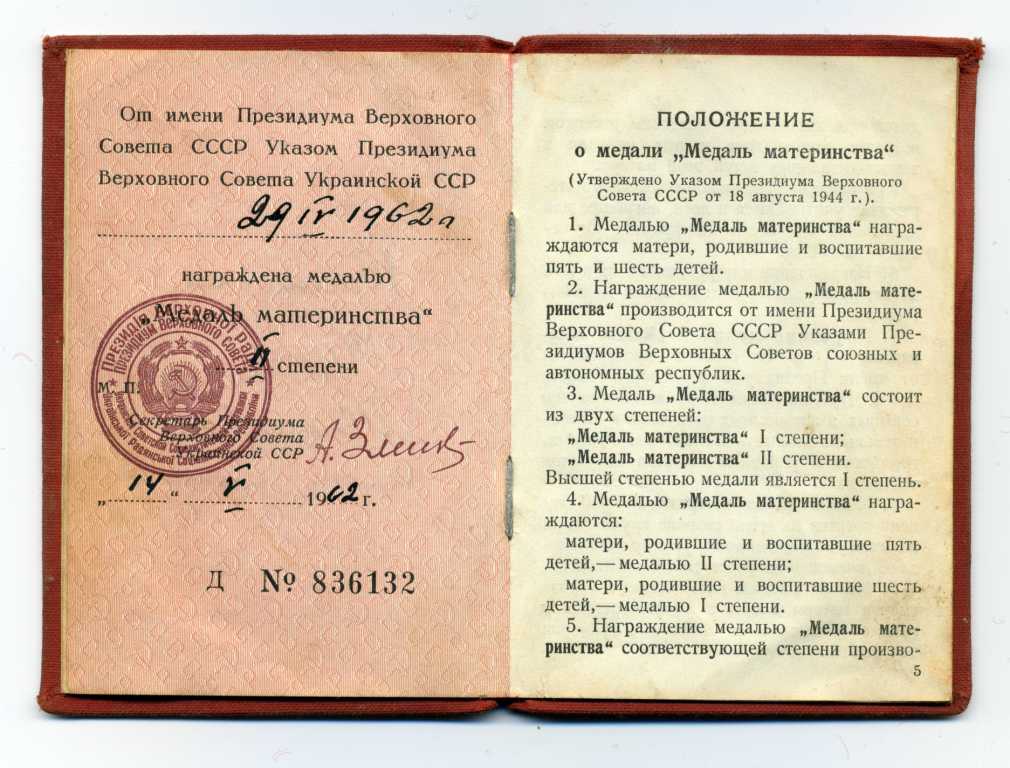 От имени Президиума Верховного
Совета СССР Указом Президиума
Верховного Совета Украинской ССР
29 IV 1962 г
награждена медалью
„Медаль материнства“
II степени
М. П.
Секретарь Президиума
Верховного Совета
Украинской ССР
„14“ V 1962 г.
Д № 836132
ПОЛОЖЕНИЕ
о медали „Медаль материнства“
(Утверждено Указом Президиума Верховного
Совета СССР от 18 августа 1944 г.).
1. Медалью „Медаль материнства“ награ-
ждаются матери, родившие и воспитавшие
пять и шесть детей.
2. Награждение медалью „Медаль мате-
ринства“ производится от имени Президиума
Верховного Совета СССР Указами Пре-
зидиумов Верховных Советов союзных и
автономных республик.
3. Медаль „Медаль материнства“ состоит
из двух степеней:
„Медаль материнства“ I степени;
„Медаль материнства“ II степени.
Высшей степенью медали является I степень.
4. Медалью „Медаль материнства“ награ-
ждаются:
матери, родившие и воспитавшие пять
детей,— медалью II степени;
матери, родившие и воспитавшие шесть
детей,— медалью I степени.
5. Награждение медалью „Медаль мате-
ринства“ соответствующей степени произво-
5